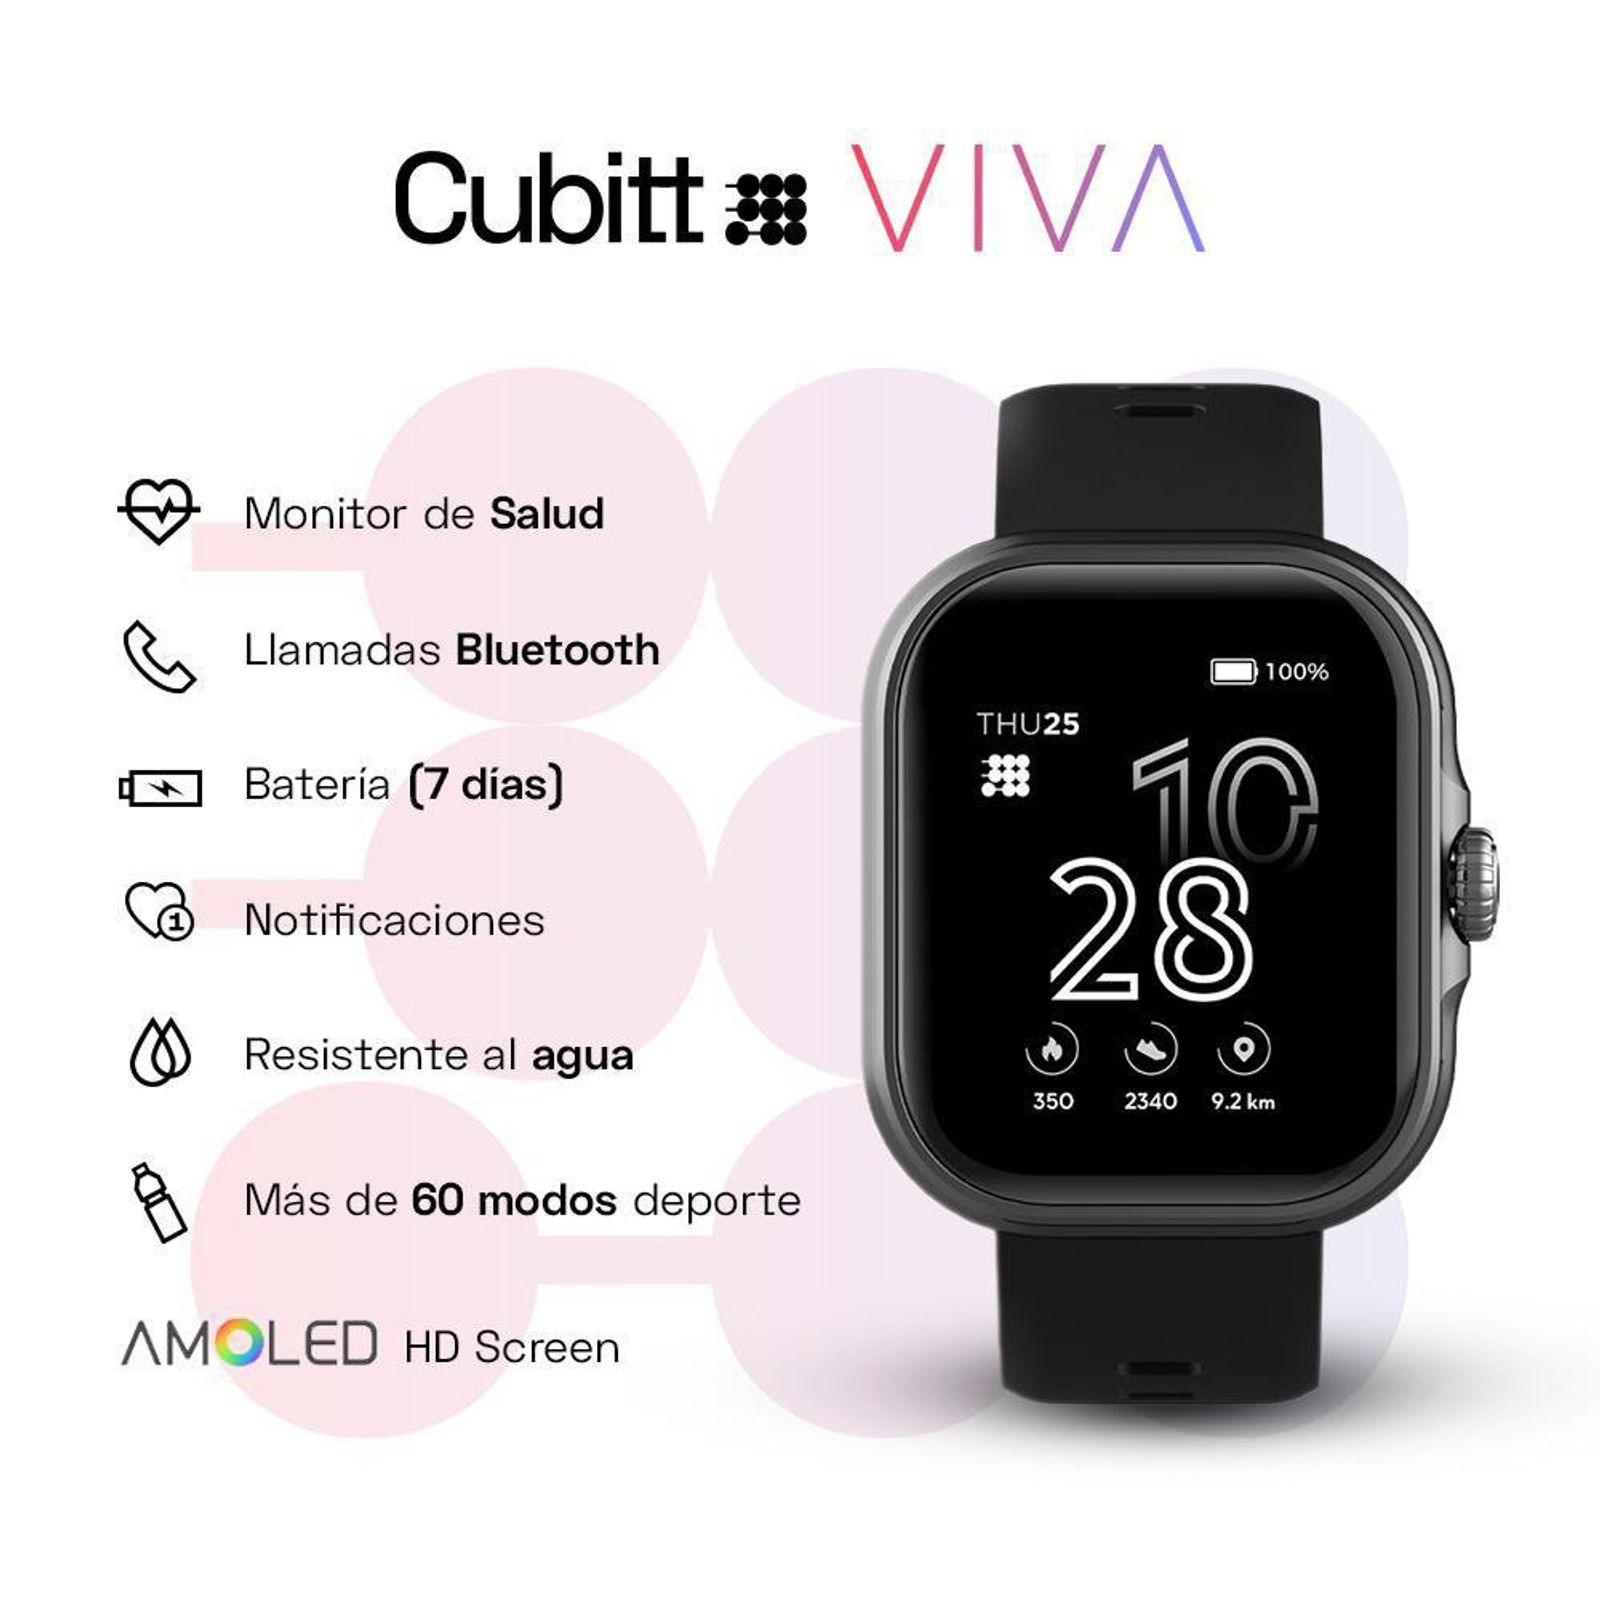 Cubitt VIVA
Monitor de Salud
Llamadas Bluetooth
Batería (7 días)
1
Notificaciones
Resistente al agua
Más de 60 modos deporte
AMOLED HD Screen
100%
THU25
10
28
350 2340 9.2 km